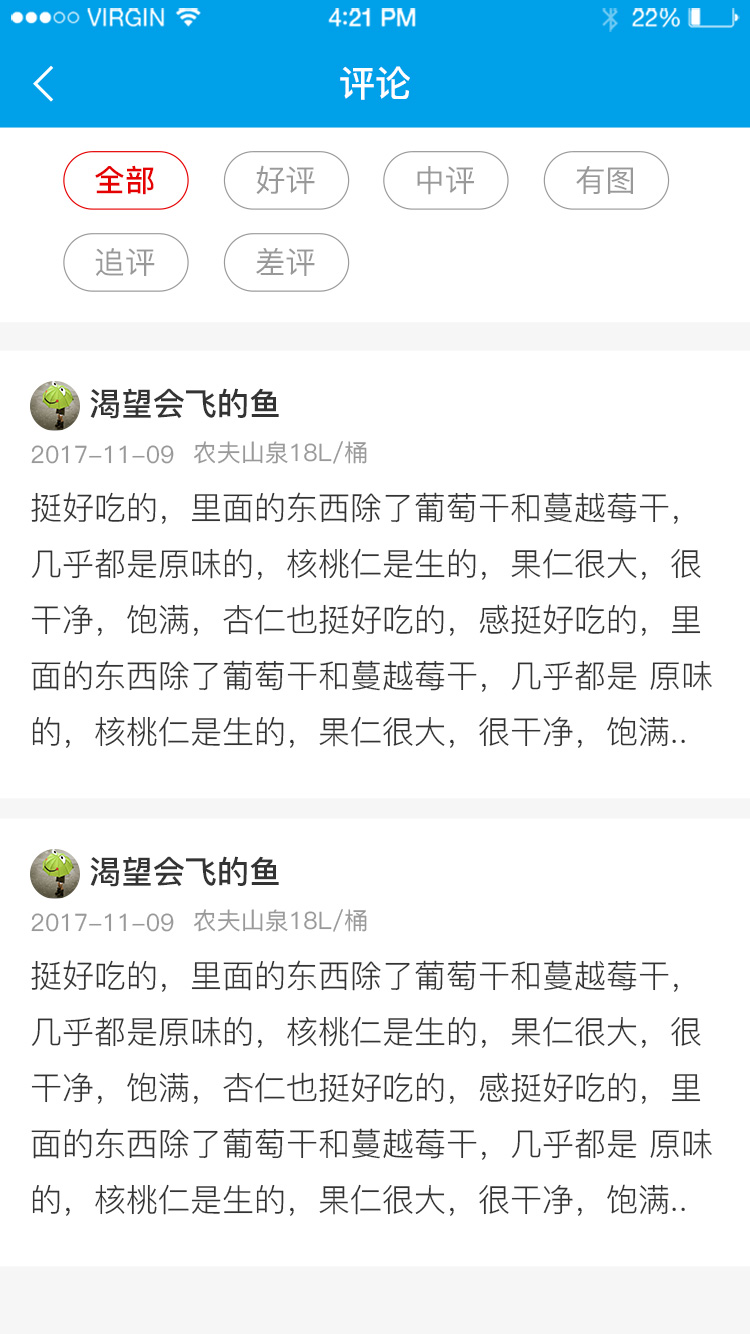 VIRGIN 4:21 PM 22%
评论
全部 好评 中评 有图
追评 差评
渴望会飞的鱼
2017-11-09 农夫山泉18L/桶
挺好吃的，里面的东西除了葡萄干和蔓越莓干，
几乎都是原味的，核桃仁是生的，果仁很大，很
干净，饱满，杏仁也挺好吃的，感挺好吃的，里
面的东西除了葡萄干和蔓越莓干，几乎都是 原味
的，核桃仁是生的，果仁很大，很干净，饱满..
渴望会飞的鱼
2017-11-09 农夫山泉18L/桶
挺好吃的，里面的东西除了葡萄干和蔓越莓干，
几乎都是原味的，核桃仁是生的，果仁很大，很
干净，饱满，杏仁也挺好吃的，感挺好吃的，里
面的东西除了葡萄干和蔓越莓干，几乎都是 原味
的，核桃仁是生的，果仁很大，很干净，饱满..